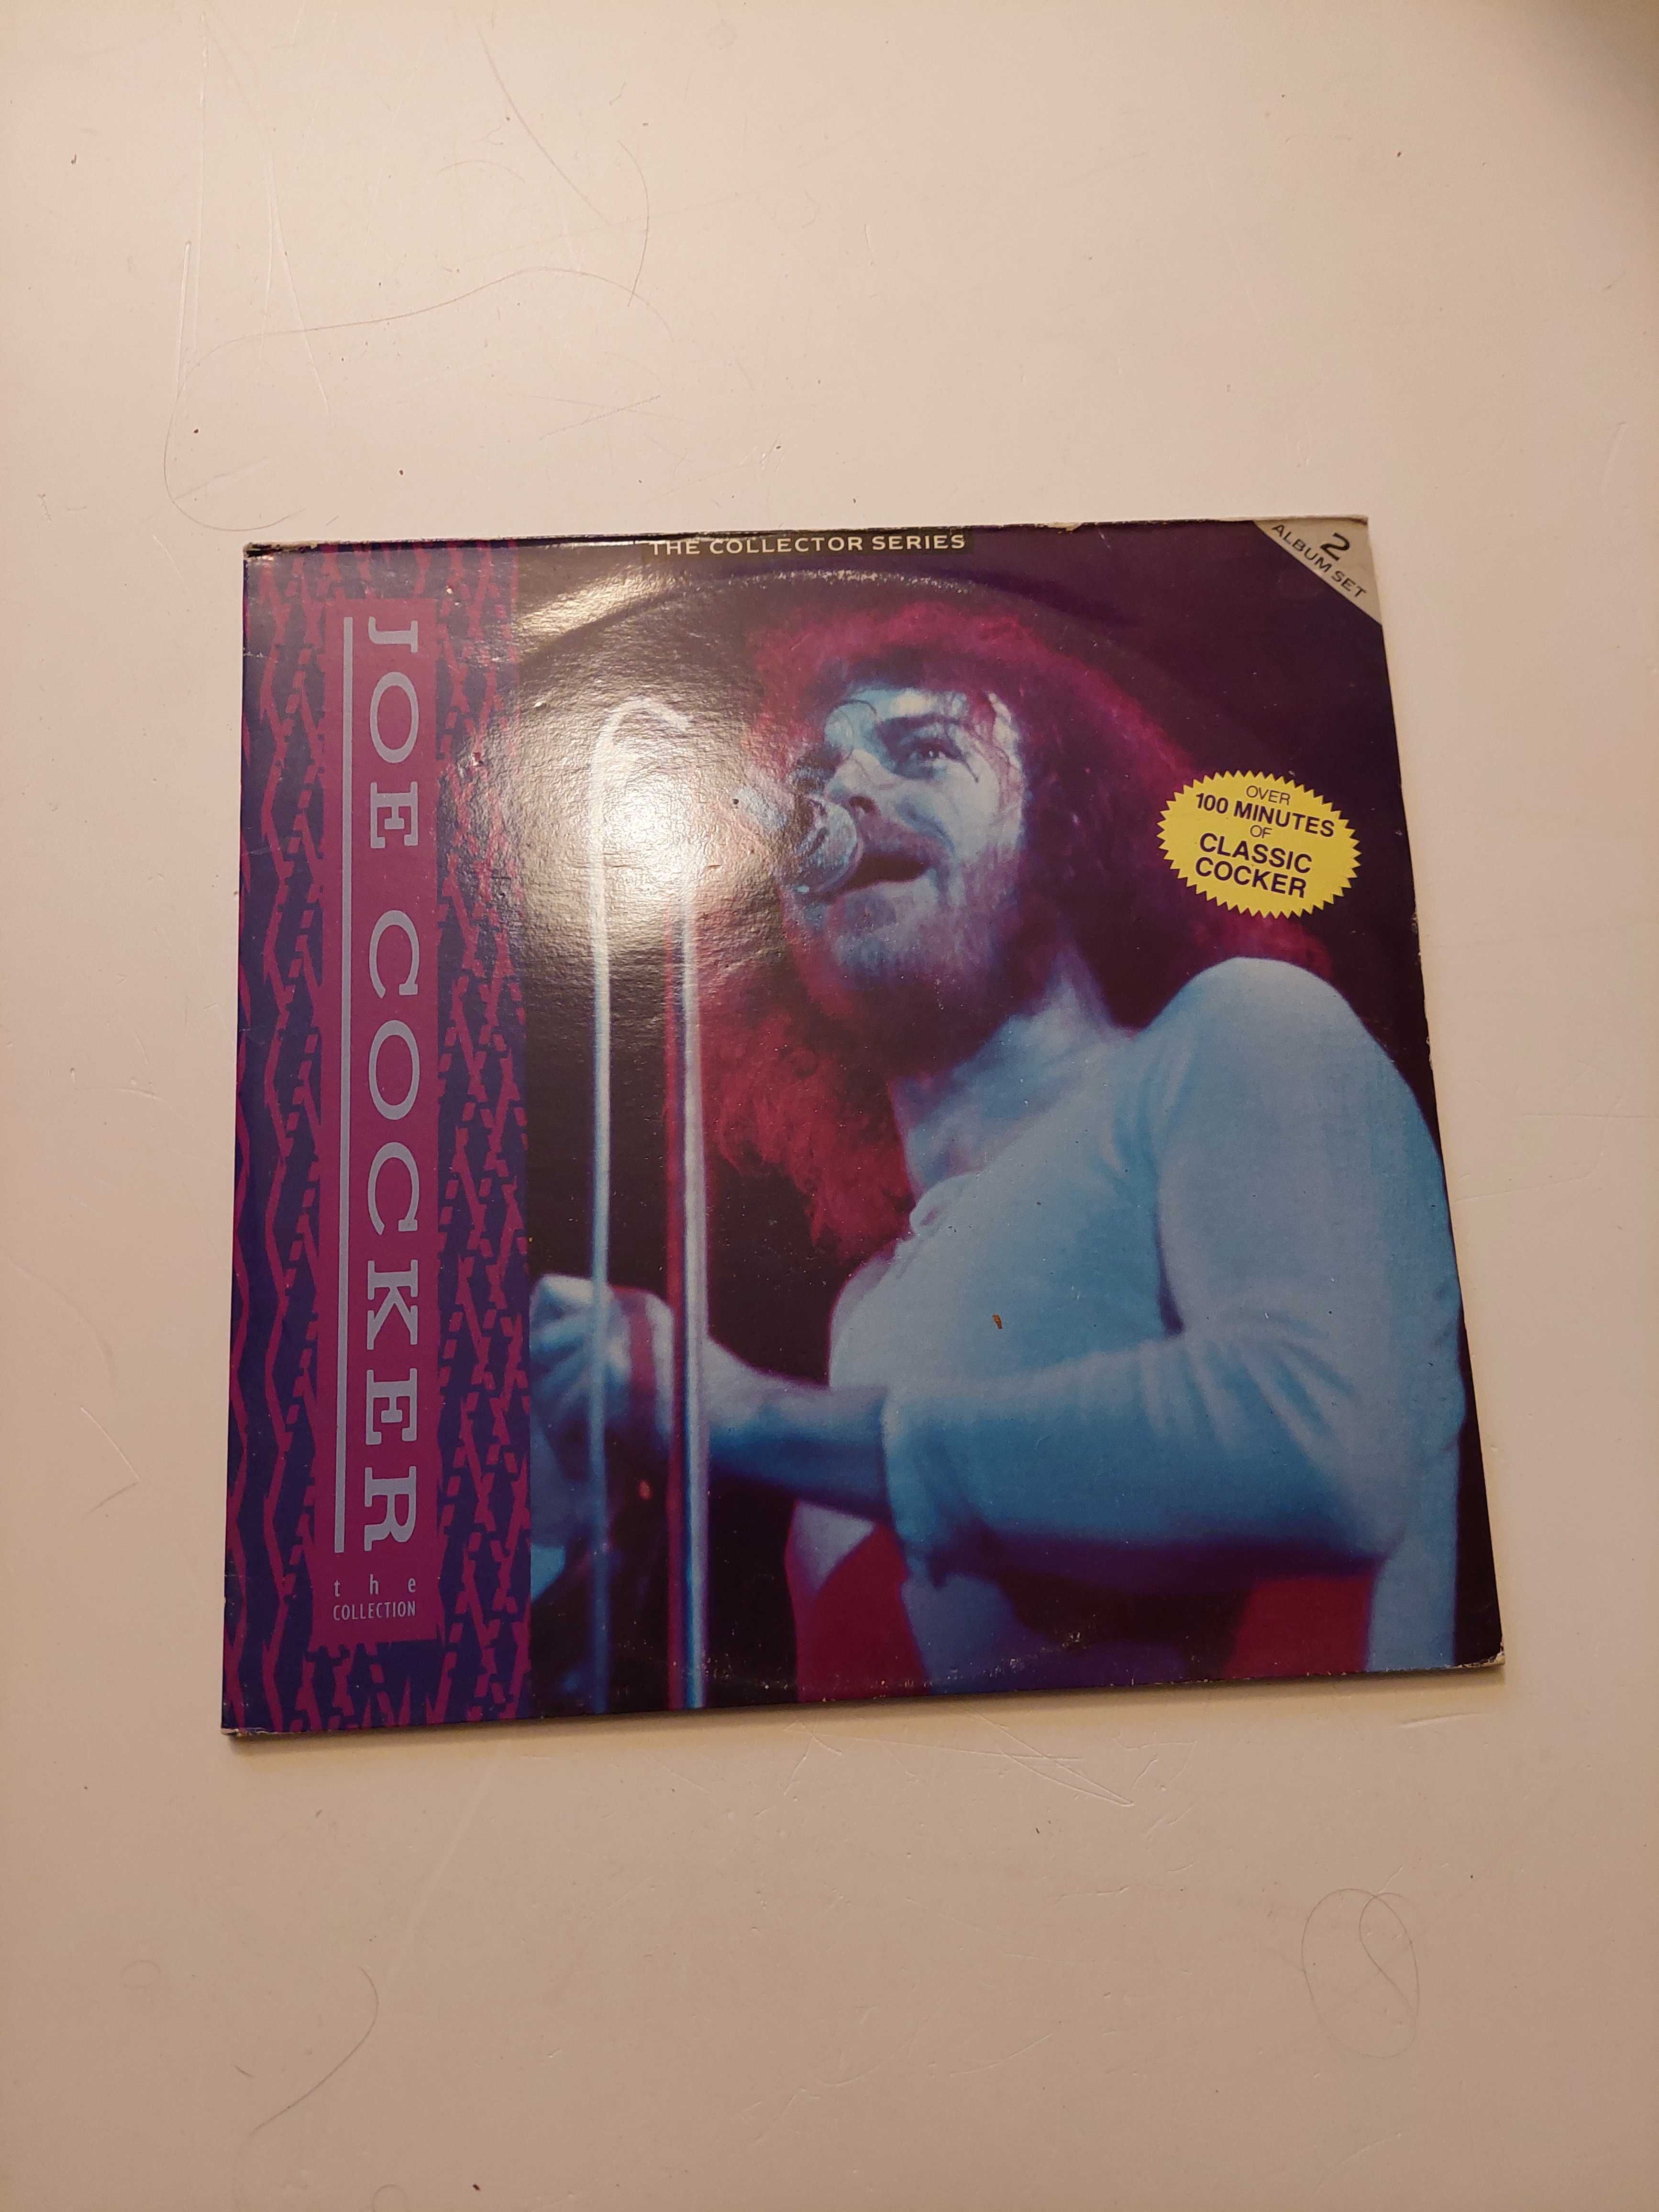 THE COLLECTOR SERIES
2
ALBUM SET
JOE COCKER
the
COLLECTION
OVER
100 MINUTES
OF
CLASSIC
COCKER